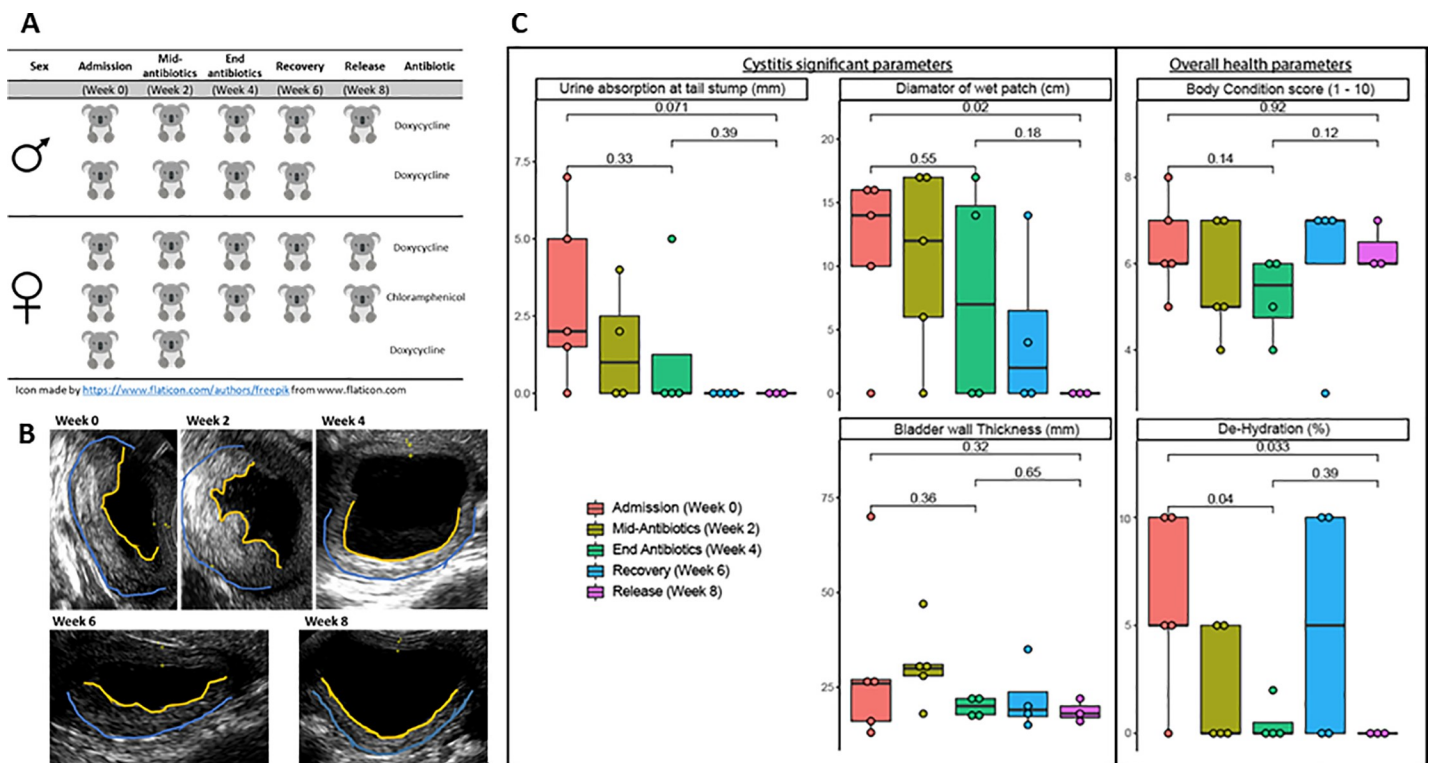 A
Sex Admission Mid-antibiotics End antibiotics Recovery Release Antibiotic
(Week 0) (Week 2) (Week 4) (Week 6) (Week 8)
Doxycycline
Doxycycline
Doxycycline
Chloramphenicol
Doxycycline
Icon made by https://www.flaticon.com/authors/freepik from www.flaticon.com
B
Week 0
Week 2
Week 4
Week 6
Week 8
C
Cystitis significant parameters
Overall health parameters
Urine absorption at tail stump (mm)
0.071
0.39
0.33
7.5
5.0
2.5
0.0
Diamator of wet patch (cm)
0.02
0.18
0.55
20
15
10
5
0
Body Condition score (1 - 10)
0.92
0.12
0.14
8
6
4
Admission (Week 0)
Mid-Antibiotics (Week 2)
End Antibiotics (Week 4)
Recovery (Week 6)
Release (Week 8)
Bladder wall Thickness (mm)
0.32
0.65
0.36
75
50
25
De-Hydration (%)
0.033
0.39
0.04
10
5
0